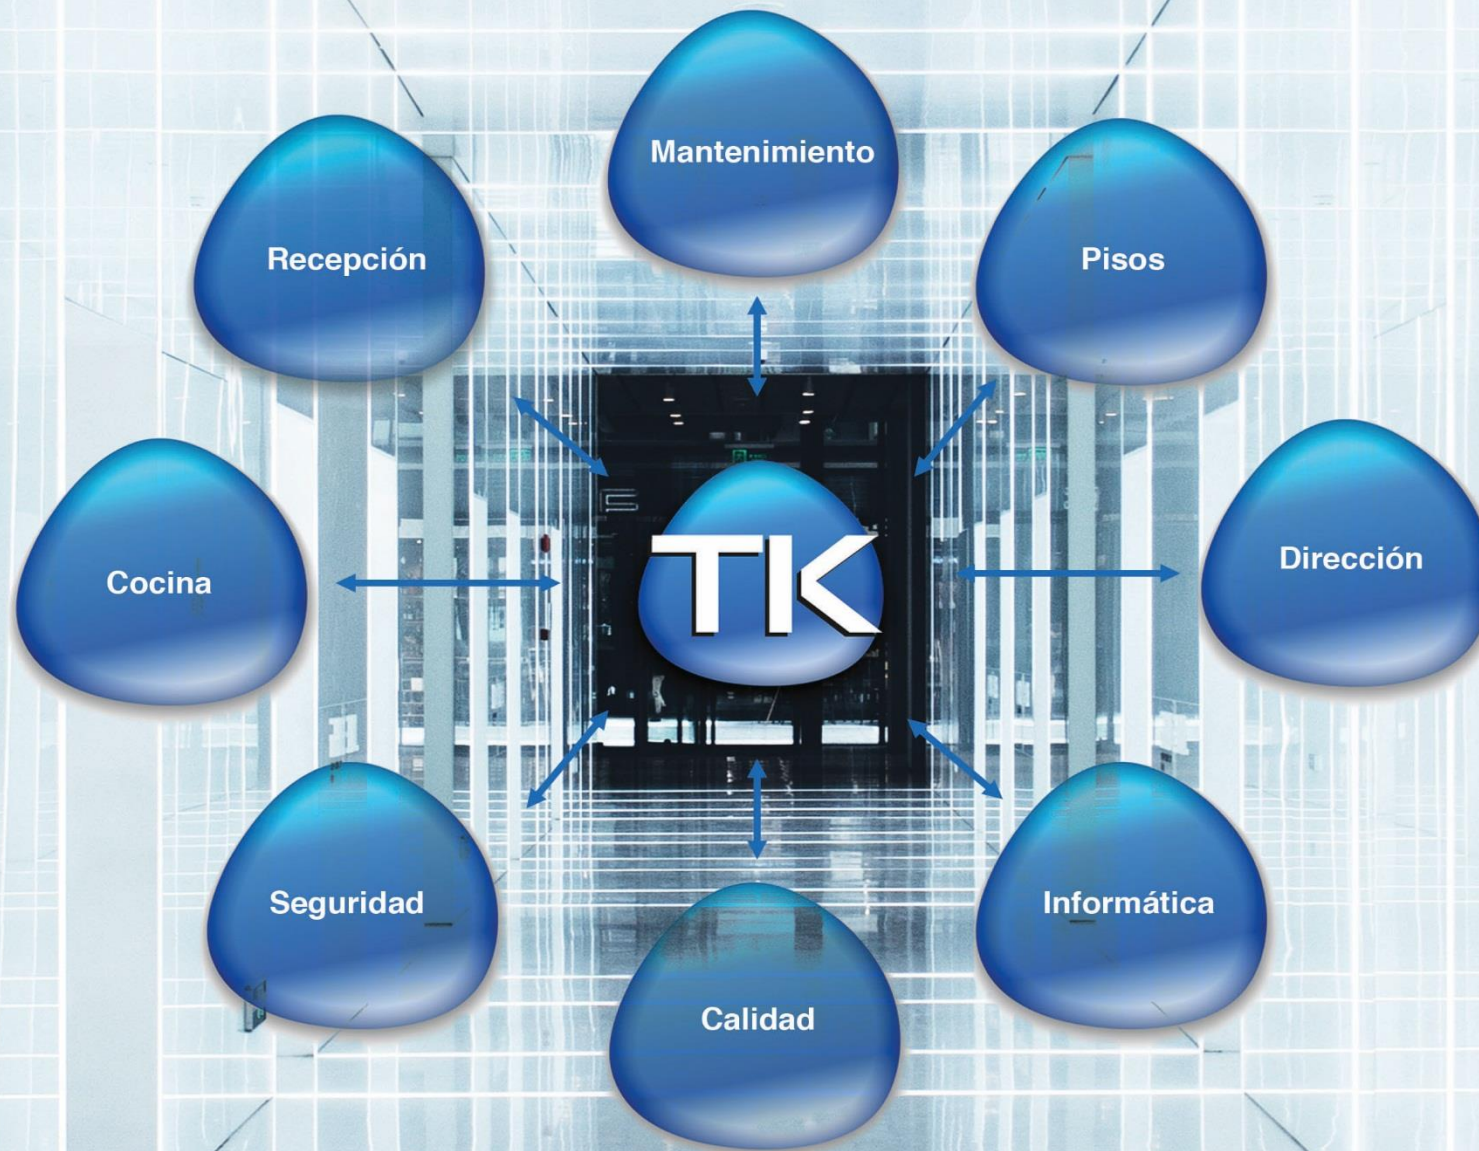 Mantenimiento
Recepción
Pisos
Cocina
TK
Dirección
Seguridad
Informática
Calidad